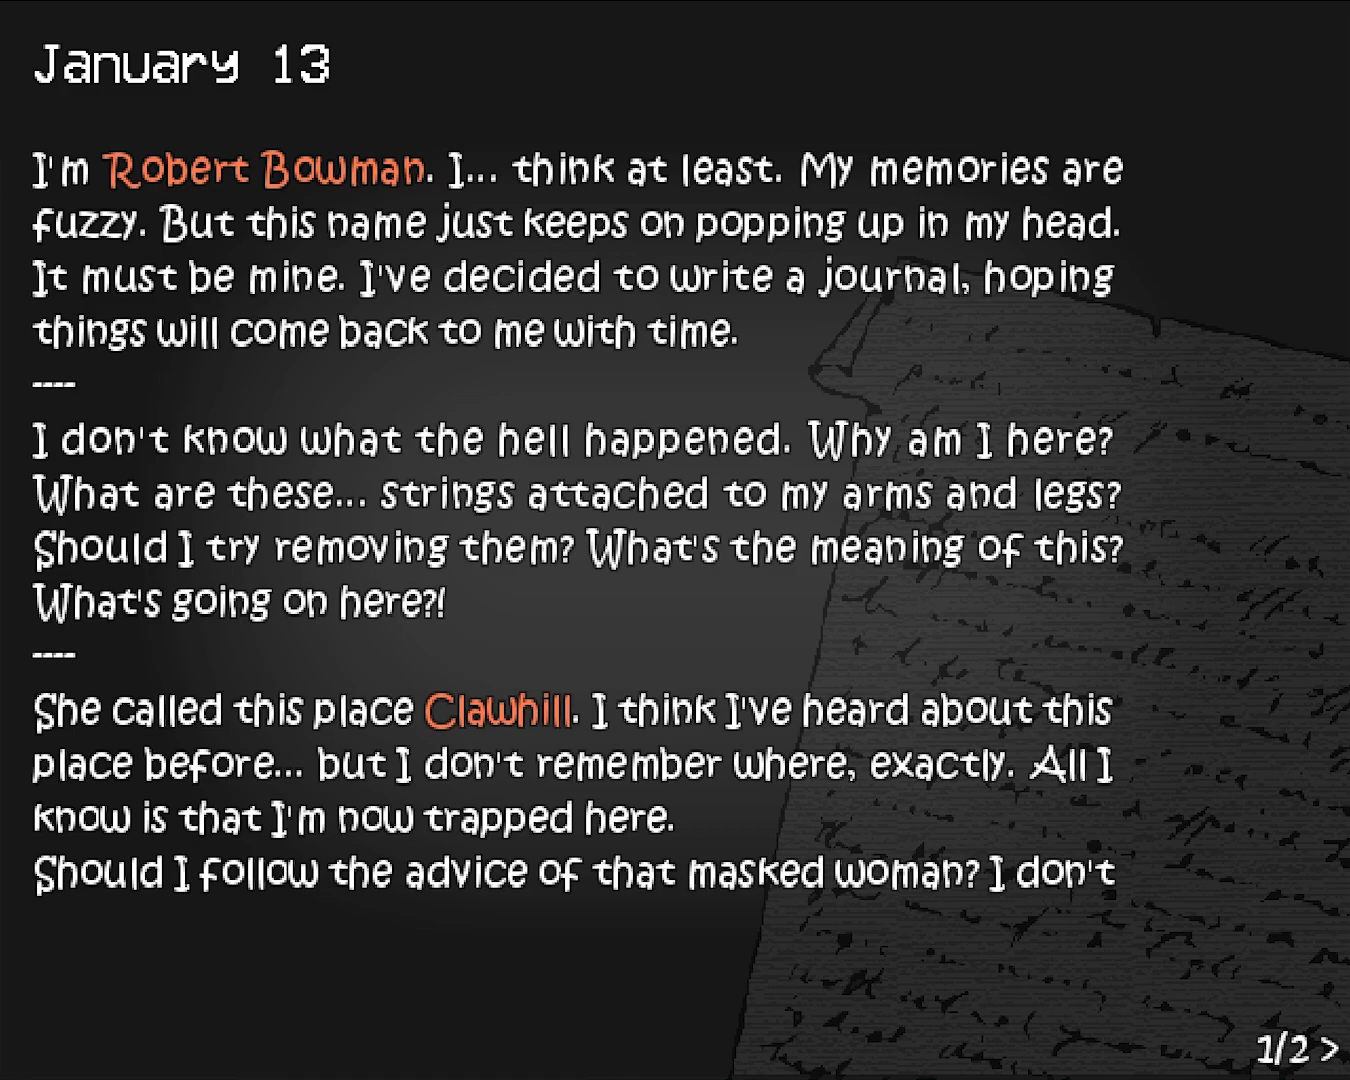 January 13
I'm Robert Bowman. I... think at least. My memories are
fuzzy. But this name just keeps on popping up in my head.
It must be mine. I've decided to write a journal, hoping
things will come back to me with time.
----
I don't know what the hell happened. Why am I here?
What are these... strings attached to my arms and legs?
Should I try removing them? What's the meaning of this?
What's going on here?!
----
She called this place Clawhill. I think I've heard about this
place before... but I don't remember where, exactly. All I
know is that I'm now trapped here.
Should I follow the advice of that masked woman? I don't
1/2 >